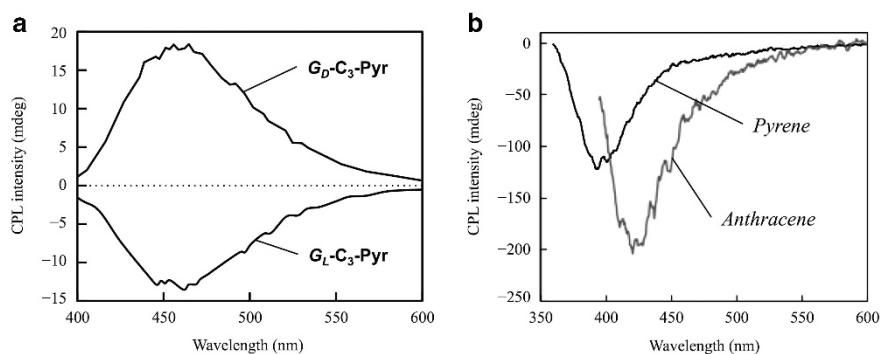 a
CPL intensity (mdeg)
20
15
10
5
0
−5
−10
−15
G_D-C₃-Pyr
G_L-C₃-Pyr
400
450
500
550
600
Wavelength (nm)
b
CPL intensity (mdeg)
0
−50
−100
−150
−200
−250
Pyrene
Anthracene
350
400
450
500
550
600
Wavelength (nm)